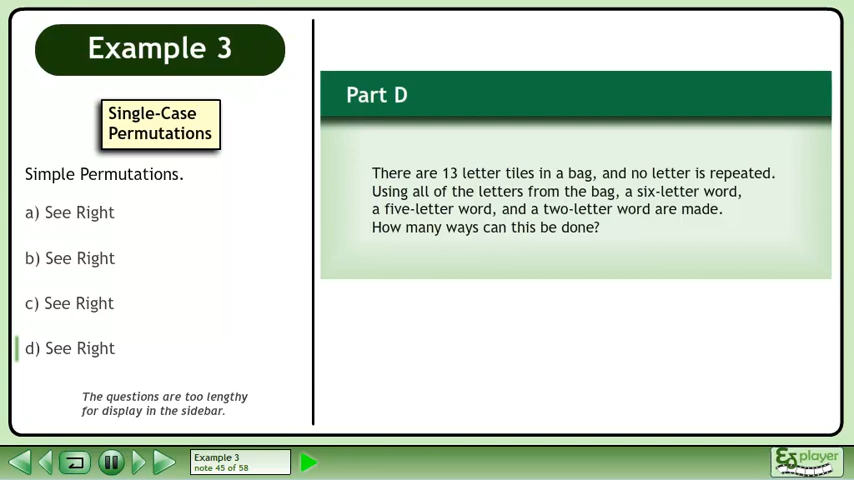 Example 3
Single-Case
Permutations
Simple Permutations.
a) See Right
b) See Right
c) See Right
d) See Right
The questions are too lengthy
for display in the sidebar.
Part D
There are 13 letter tiles in a bag, and no letter is repeated.
Using all of the letters from the bag, a six-letter word,
a five-letter word, and a two-letter word are made.
How many ways can this be done?
Example 3
note 45 of 58
player